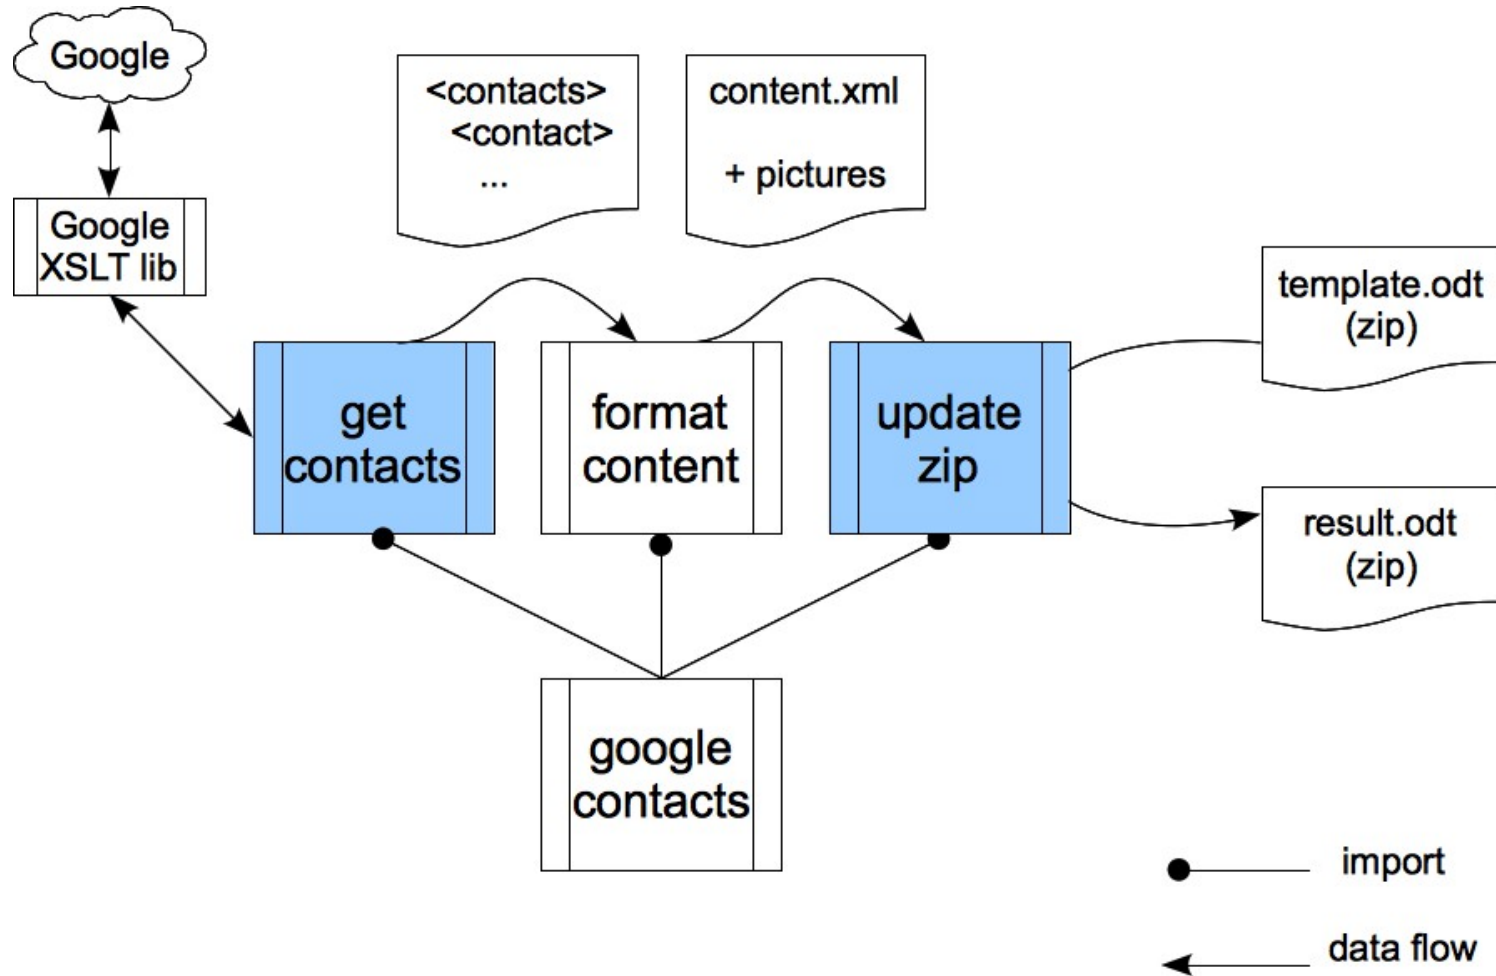 Google
<contacts>
<contact>
...
content.xml
+ pictures
Google
XSLT lib
template.odt
(zip)
get
contacts
format
content
update
zip
result.odt
(zip)
google
contacts
import
data flow